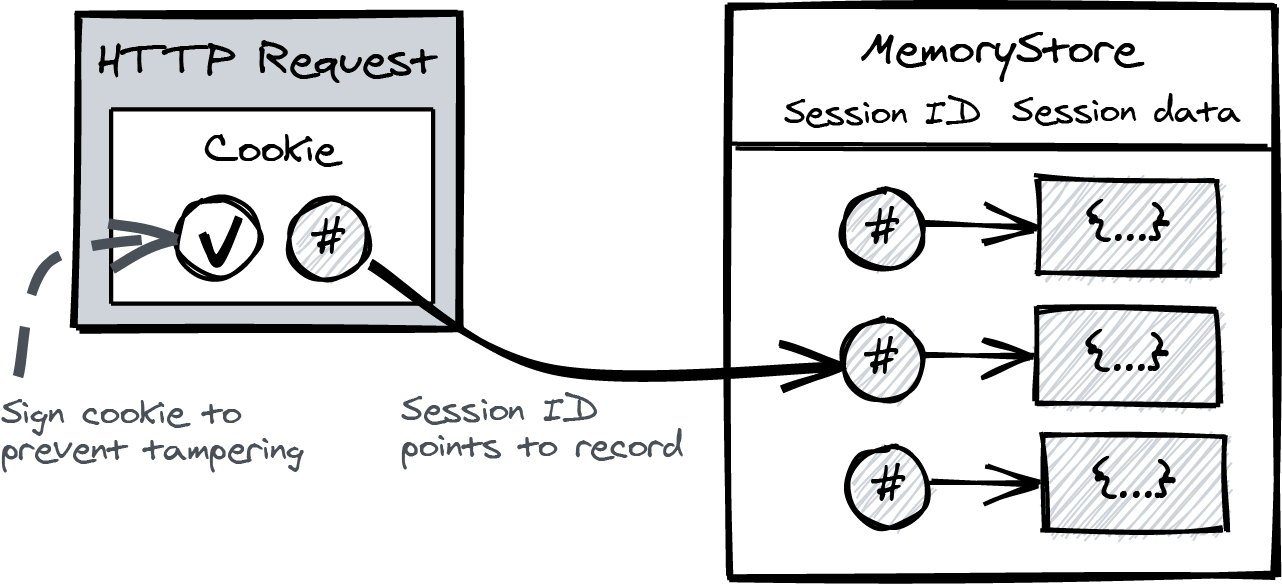 HTTP Request
Cookie
✓ #
Sign cookie to
prevent tampering
Session ID
points to record
MemoryStore
Session ID Session data
# {...}
# {...}
# {...}